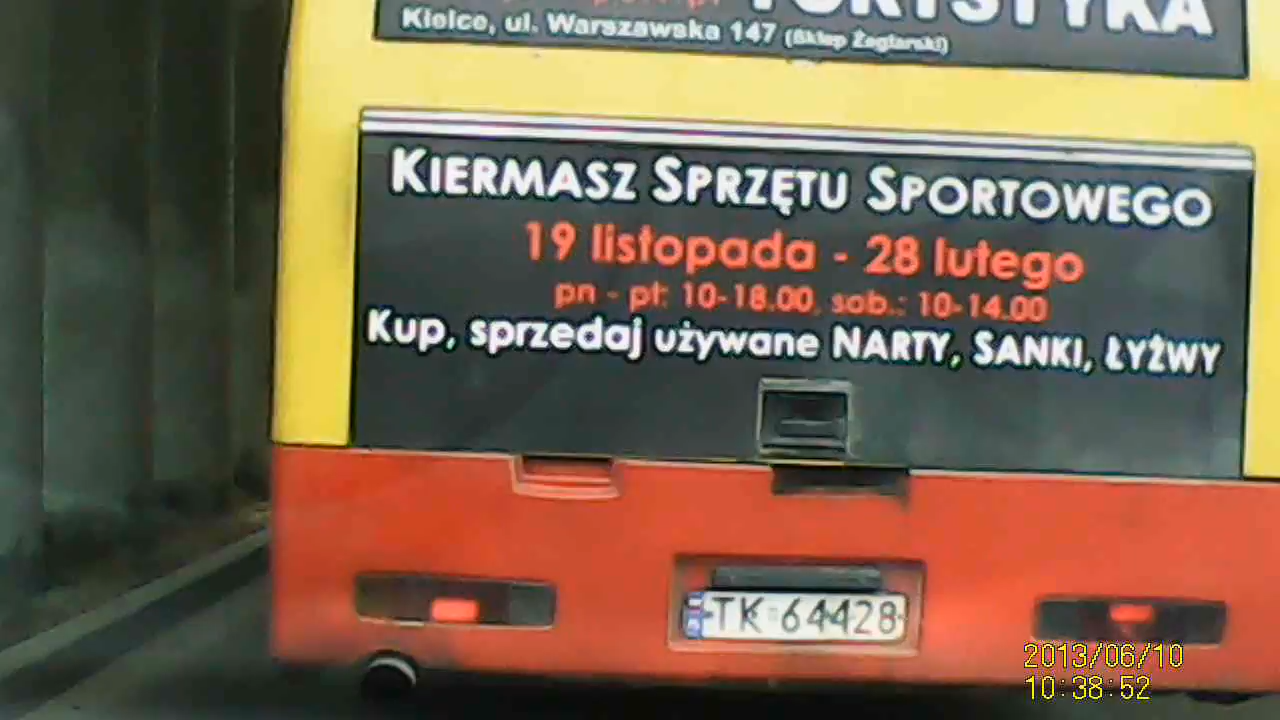 TURYSTYKA
Kielce, ul. Warszawska 147 (Sklep Żeglarski)
KIERMASZ SPRZĘTU SPORTOWEGO
19 listopada - 28 lutego
pn - pt: 10-18.00, sob.: 10-14.00
Kup, sprzedaj używane NARTY, SANKI, ŁYŻWY
TK 64428
2013/06/10
10:38:52